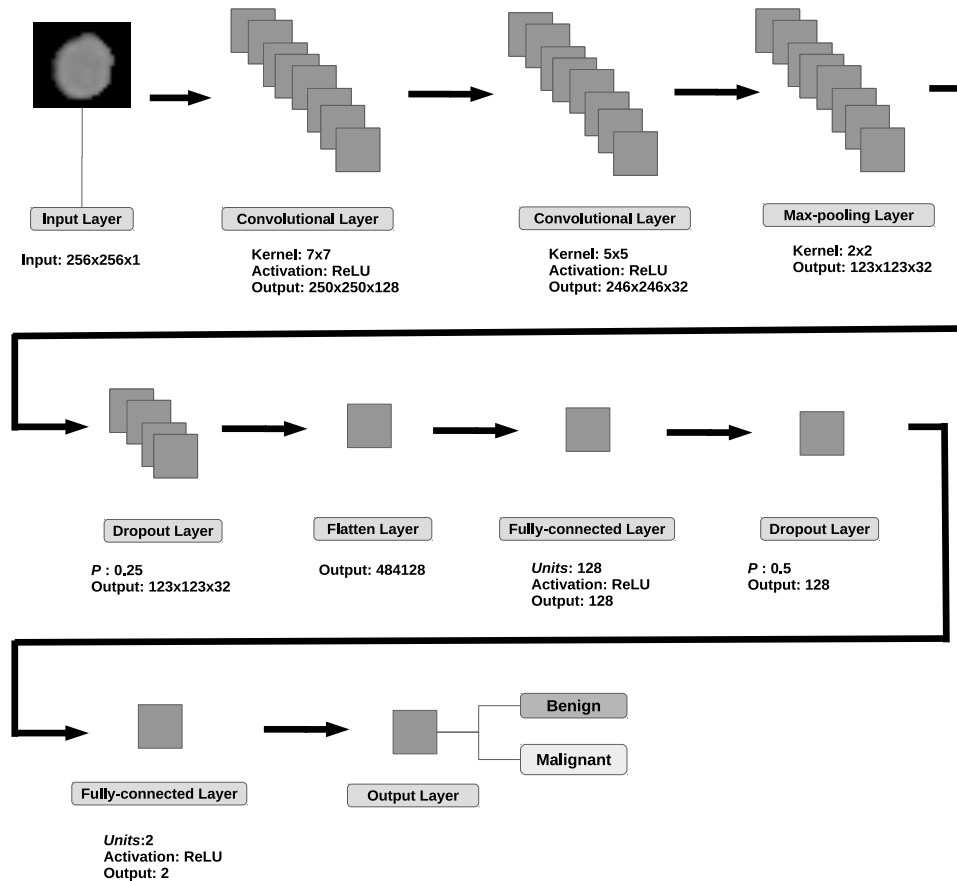 Input Layer
Input: 256x256x1
Convolutional Layer
Kernel: 7x7
Activation: ReLU
Output: 250x250x128
Convolutional Layer
Kernel: 5x5
Activation: ReLU
Output: 246x246x32
Max-pooling Layer
Kernel: 2x2
Output: 123x123x32
Dropout Layer
P : 0.25
Output: 123x123x32
Flatten Layer
Output: 484128
Fully-connected Layer
Units: 128
Activation: ReLU
Output: 128
Dropout Layer
P : 0.5
Output: 128
Fully-connected Layer
Units:2
Activation: ReLU
Output: 2
Output Layer
Benign
Malignant